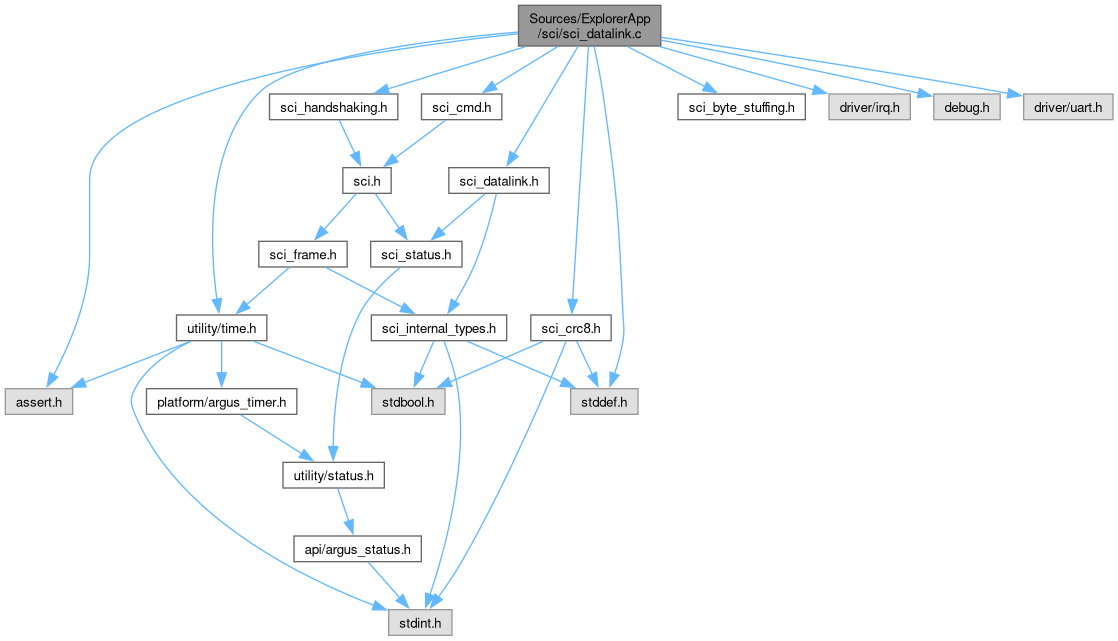 Sources/ExplorerApp
/sci/sci_datalink.c
sci_handshaking.h
sci_cmd.h
sci_byte_stuffing.h
driver/irq.h
debug.h
driver/uart.h
sci.h
sci_datalink.h
sci_frame.h
sci_status.h
utility/time.h
sci_internal_types.h
sci_crc8.h
assert.h
platform/argus_timer.h
stdbool.h
stddef.h
utility/status.h
api/argus_status.h
stdint.h